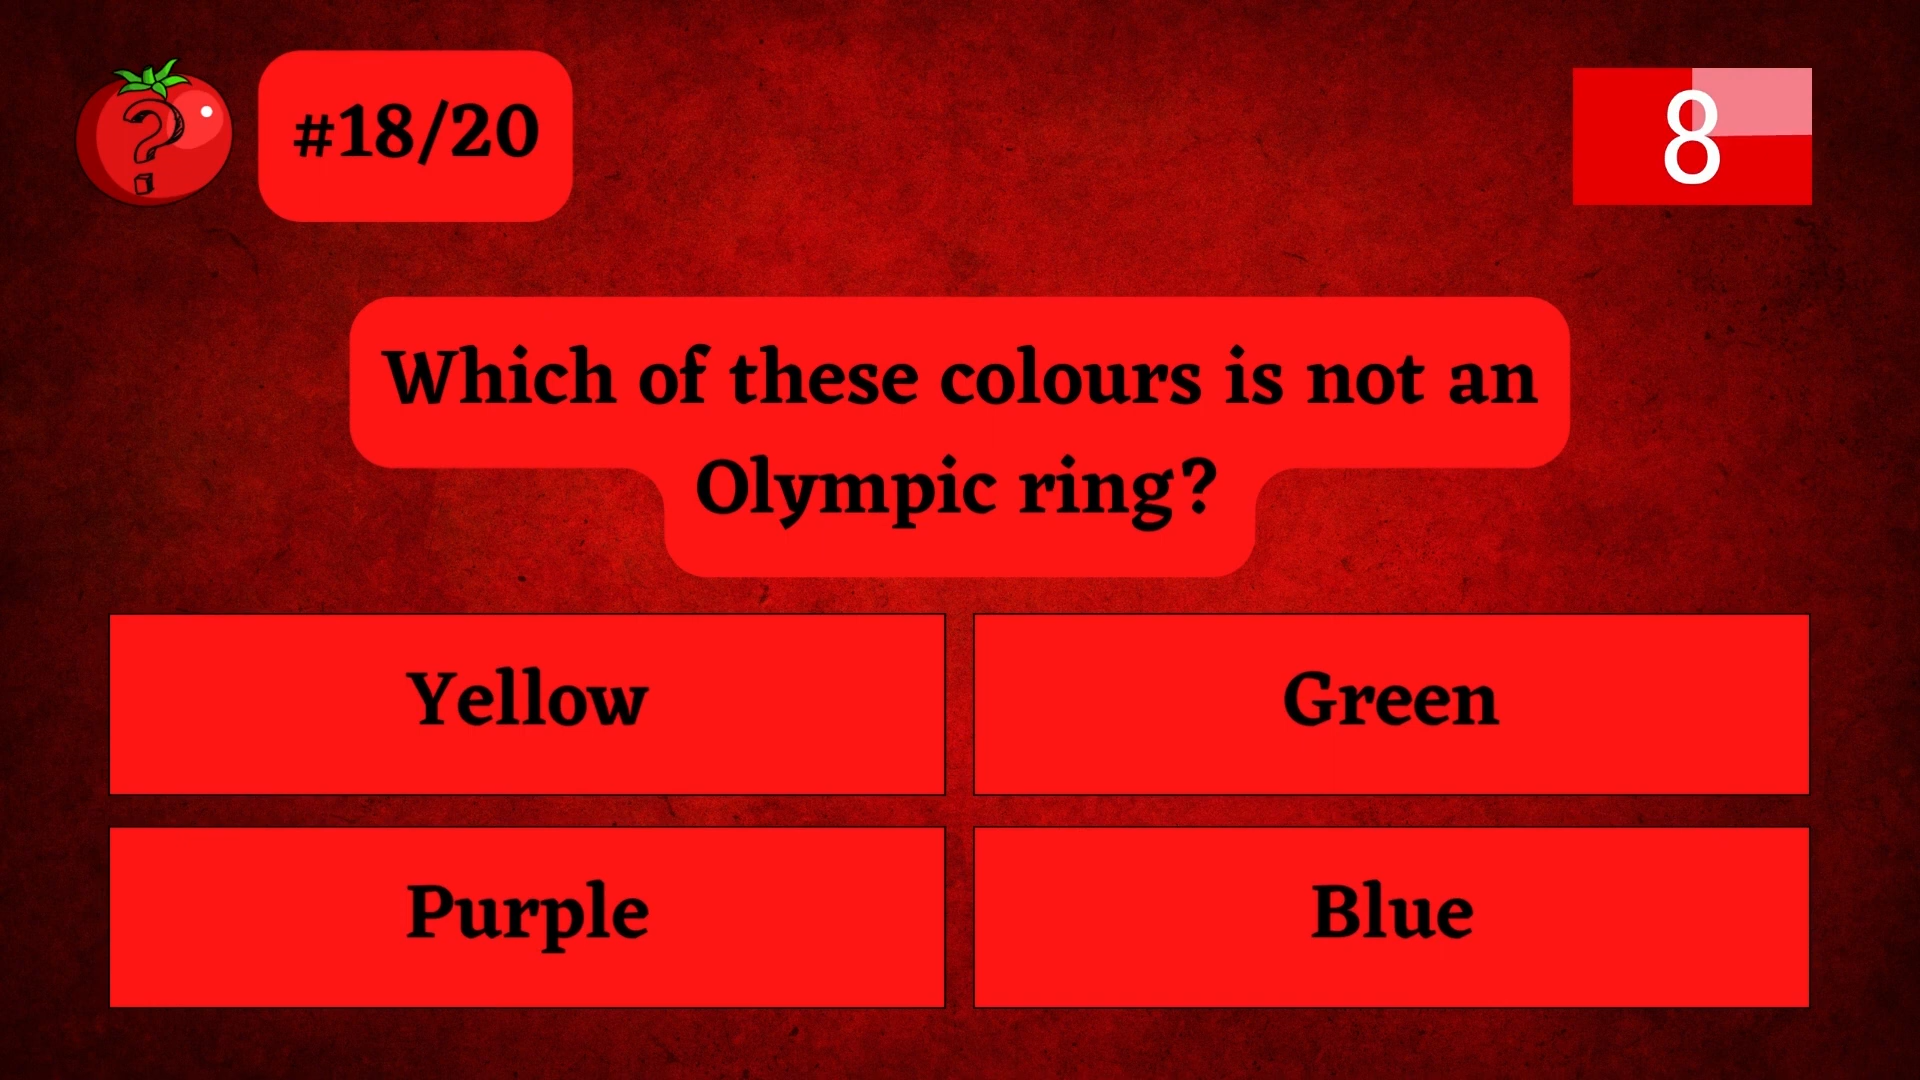 #18/20
8
Which of these colours is not an
Olympic ring?
Yellow
Green
Purple
Blue